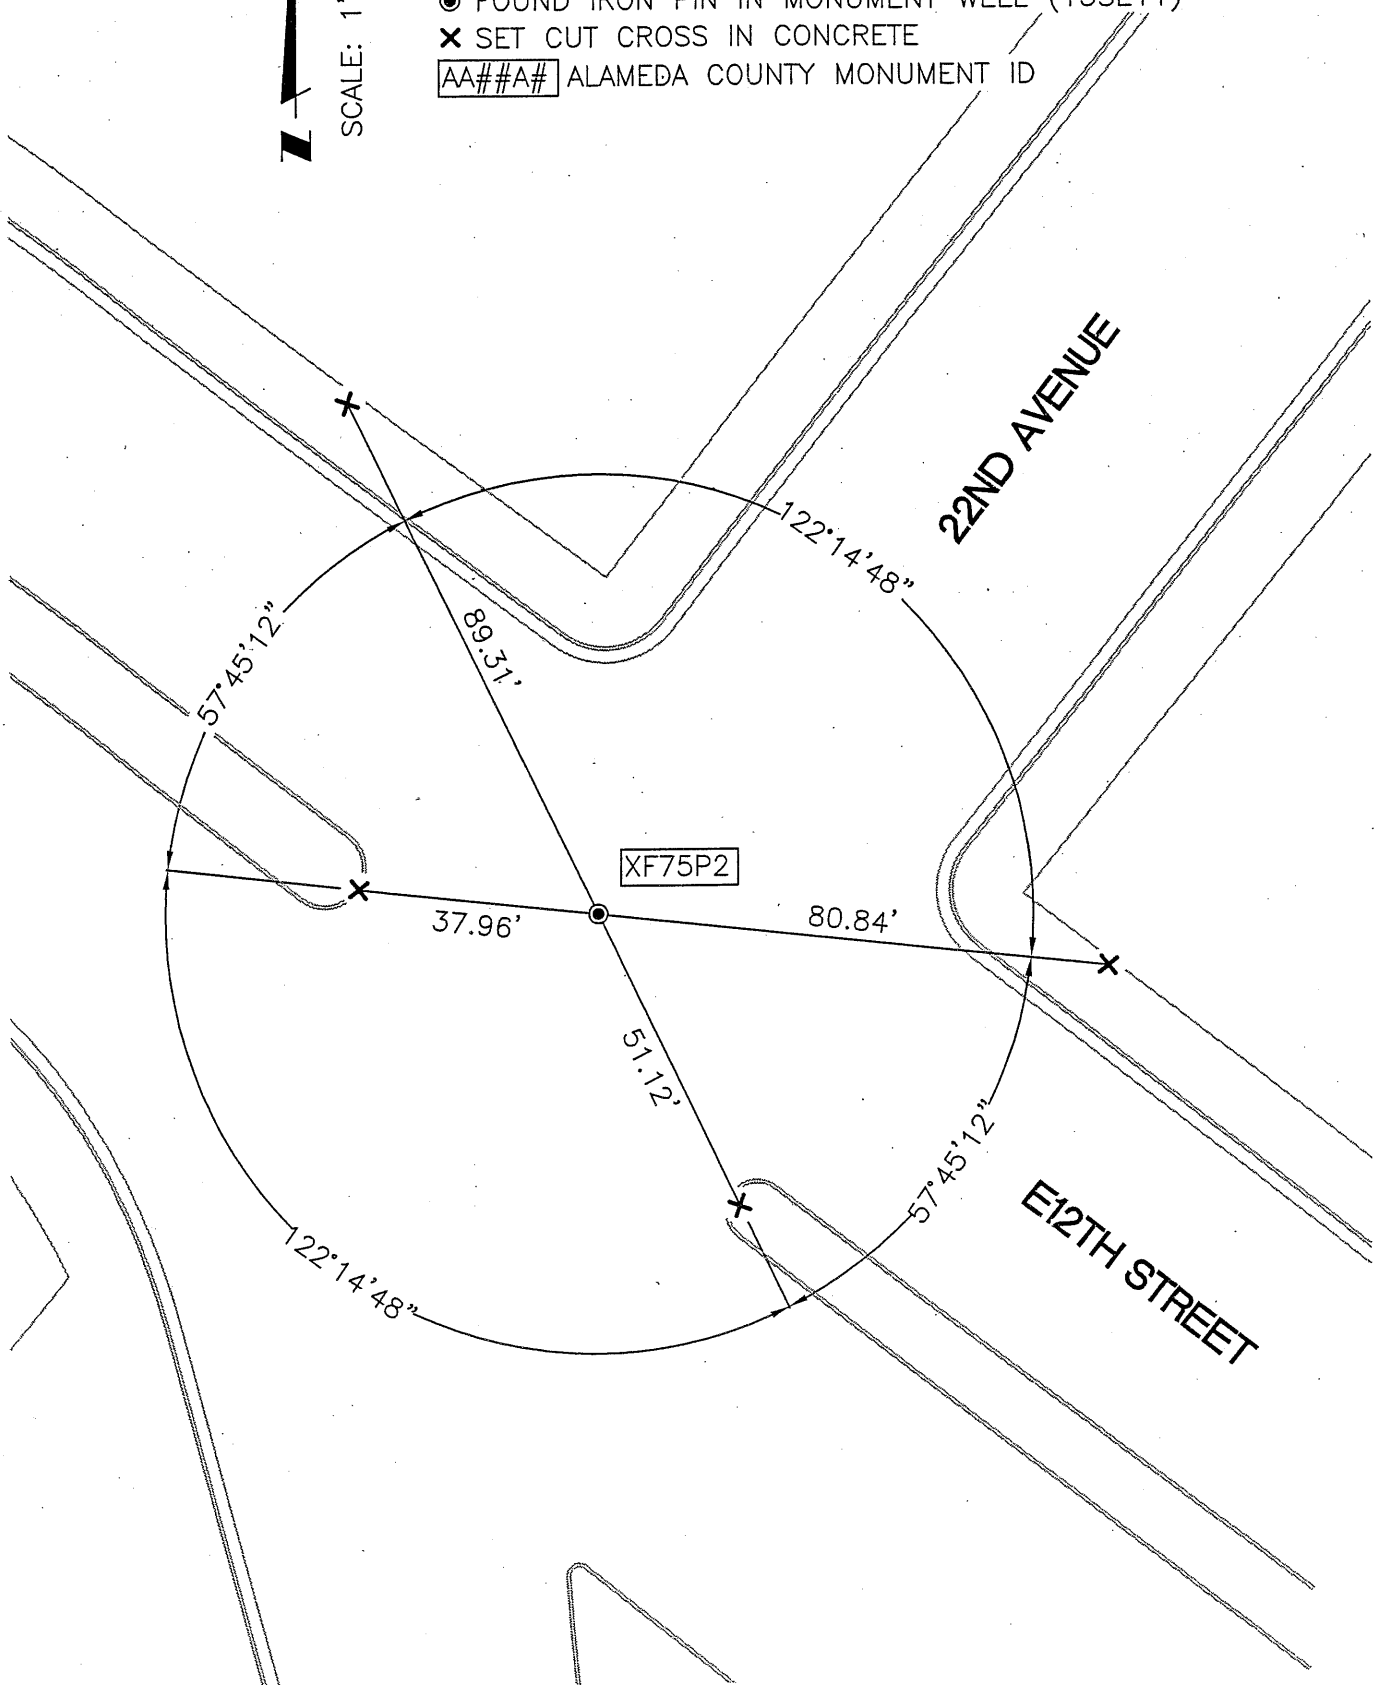 FOUND IRON PIN IN MONUMENT WELL
SET CUT CROSS IN CONCRETE
AA##A# ALAMEDA COUNTY MONUMENT ID
SCALE: 1"
22ND AVENUE
122°14'48"
89.31'
57°45'12"
XF75P2
37.96'
80.84'
51.12'
57°45'12"
E12TH STREET
122°14'48"